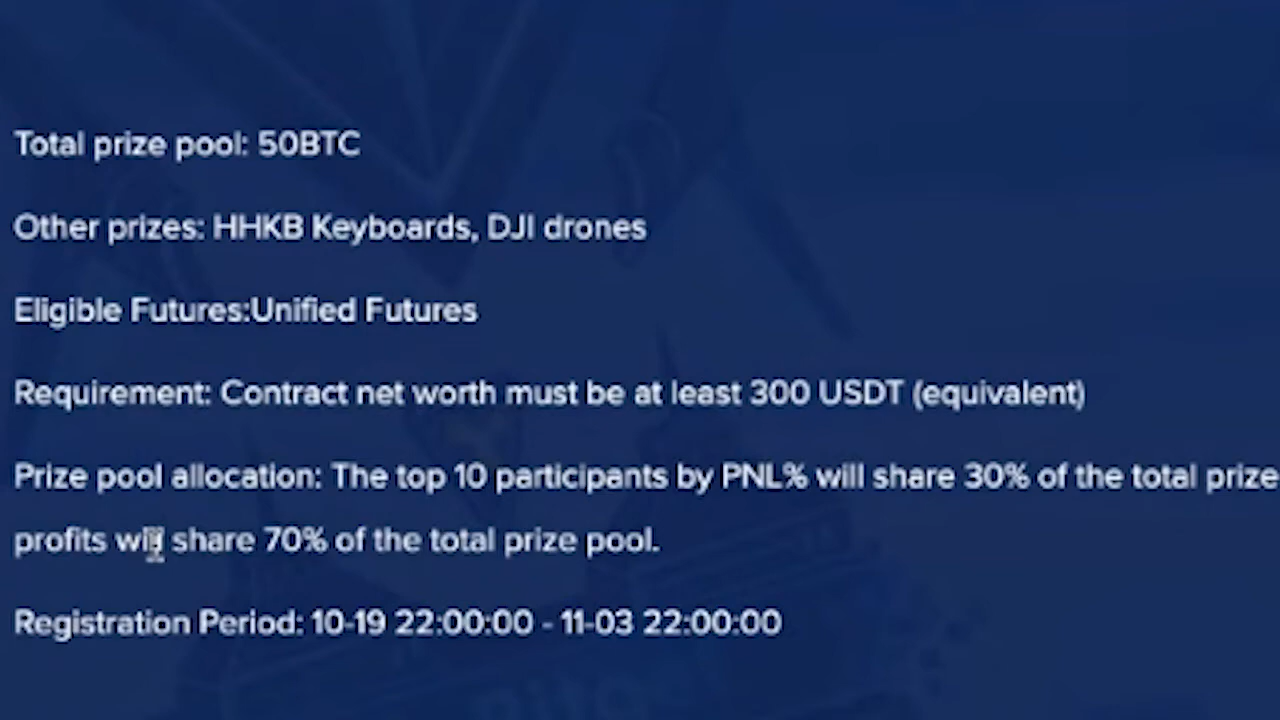 Total prize pool: 50BTC
Other prizes: HHKB Keyboards, DJI drones
Eligible Futures:Unified Futures
Requirement: Contract net worth must be at least 300 USDT (equivalent)
Prize pool allocation: The top 10 participants by PNL% will share 30% of the total prize
profits will share 70% of the total prize pool.
Registration Period: 10-19 22:00:00 - 11-03 22:00:00